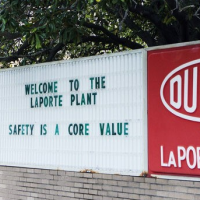 WELCOME TO THE
LAPORTE PLANT
SAFETY IS A CORE VALUE